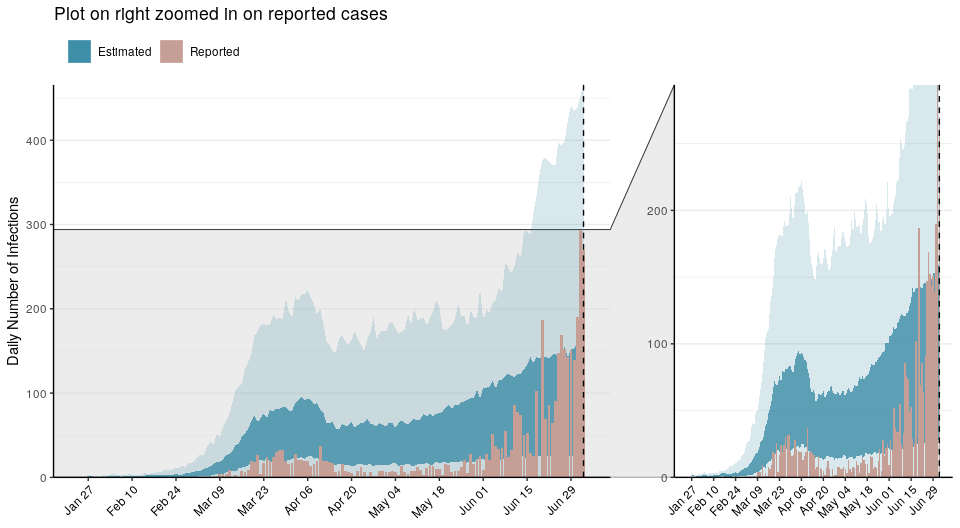 Plot on right zoomed in on reported cases
Estimated Reported
Daily Number of Infections
400
300
200
100
0
Jan 27 Feb 10 Feb 24 Mar 09 Mar 23 Apr 06 Apr 20 May 04 May 18 Jun 01 Jun 15 Jun 29
200
100
0
Jan 27 Feb 10 Feb 24 Mar 09 Mar 23 Apr 06 Apr 20 May 04 May 18 Jun 01 Jun 15 Jun 29